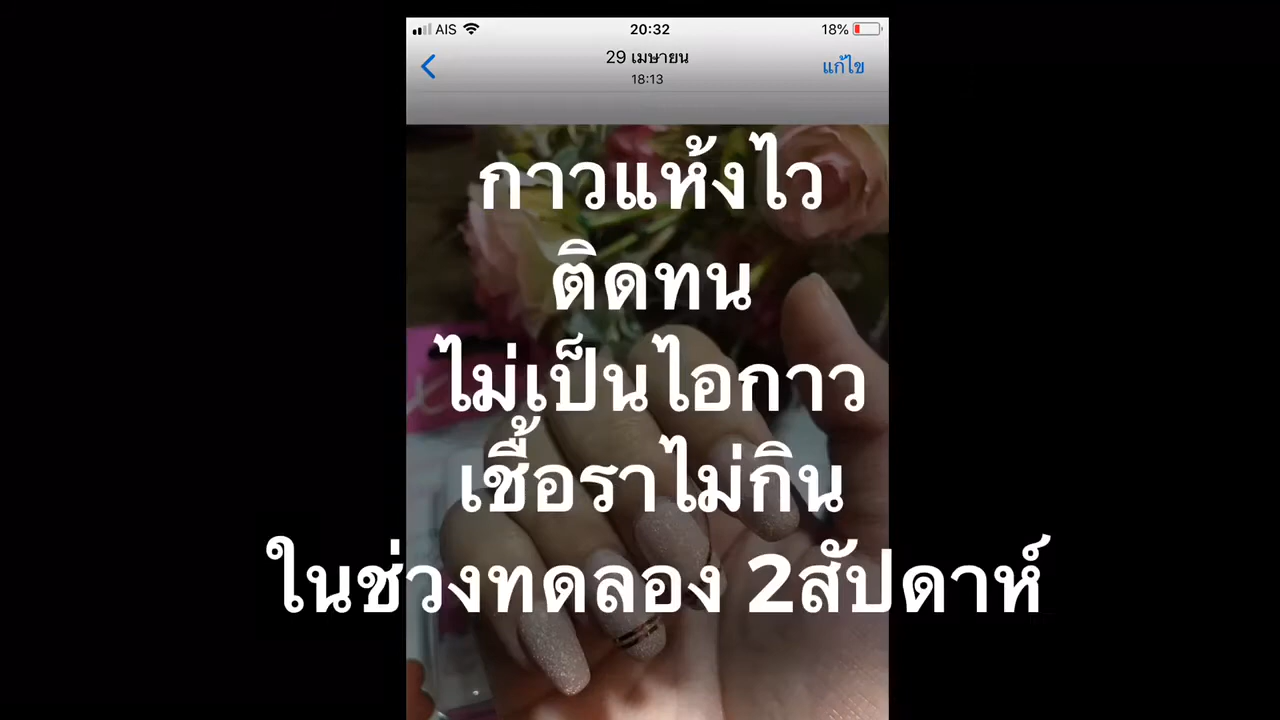 AIS 20:32 18%
29 เมษายน
18:13
แก้ไข
กาวแห้งไว
ติดทน
ไม่เป็นไอกาว
เชื้อราไม่กิน
ในช่วงทดลอง 2สัปดาห์